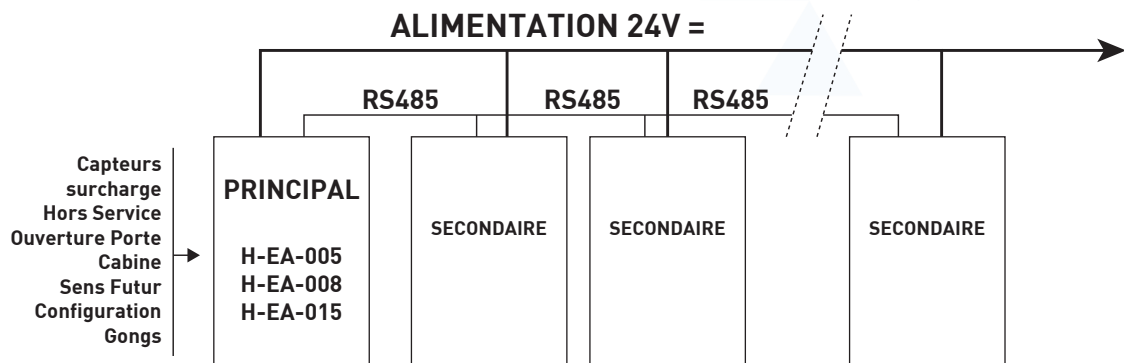 ALIMENTATION 24V =
RS485
RS485
RS485
Capteurs
surcharge
Hors Service
Ouverture Porte
Cabine
Sens Futur
Configuration
Gongs
PRINCIPAL
H-EA-005
H-EA-008
H-EA-015
SECONDAIRE
SECONDAIRE
SECONDAIRE